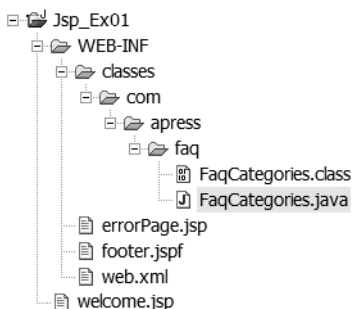 Jsp_Ex01
WEB-INF
classes
com
apress
faq
FaqCategories.class
FaqCategories.java
errorPage.jsp
footer.jspf
web.xml
welcome.jsp